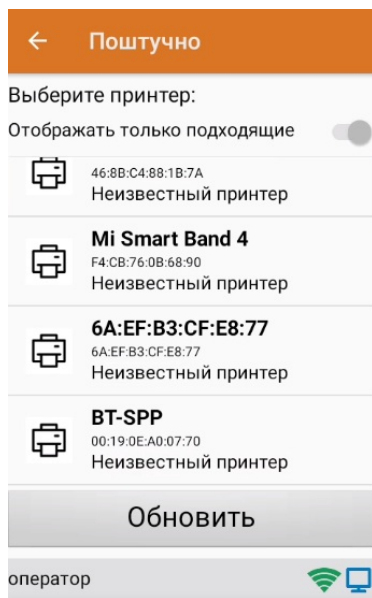 Поштучно
Выберите принтер:
Отображать только подходящие
46:8B:C4:88:1B:7A
Неизвестный принтер
Mi Smart Band 4
F4:CB:76:0B:68:90
Неизвестный принтер
6A:EF:B3:CF:E8:77
6A:EF:B3:CF:E8:77
Неизвестный принтер
BT-SPP
00:19:0E:A0:07:70
Неизвестный принтер
Обновить
оператор